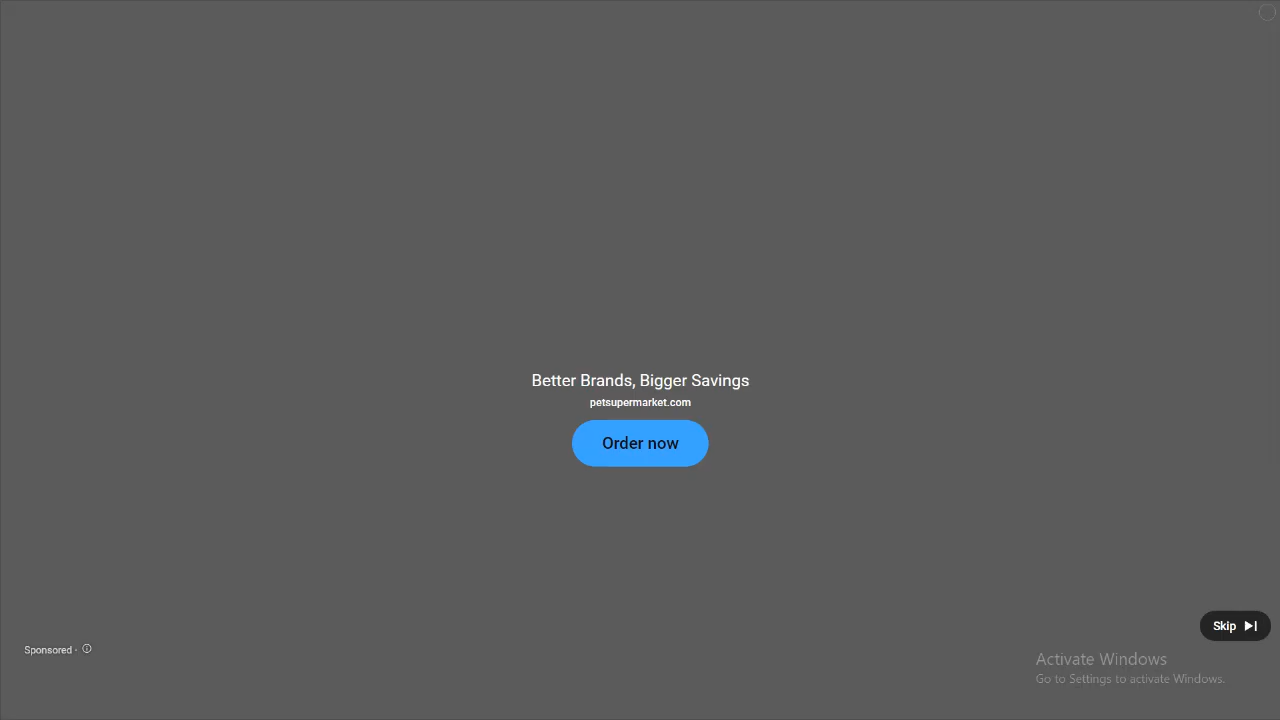 Better Brands, Bigger Savings
petsupermarket.com
Order now
Skip
Sponsored ·
Activate Windows
Go to Settings to activate Windows.